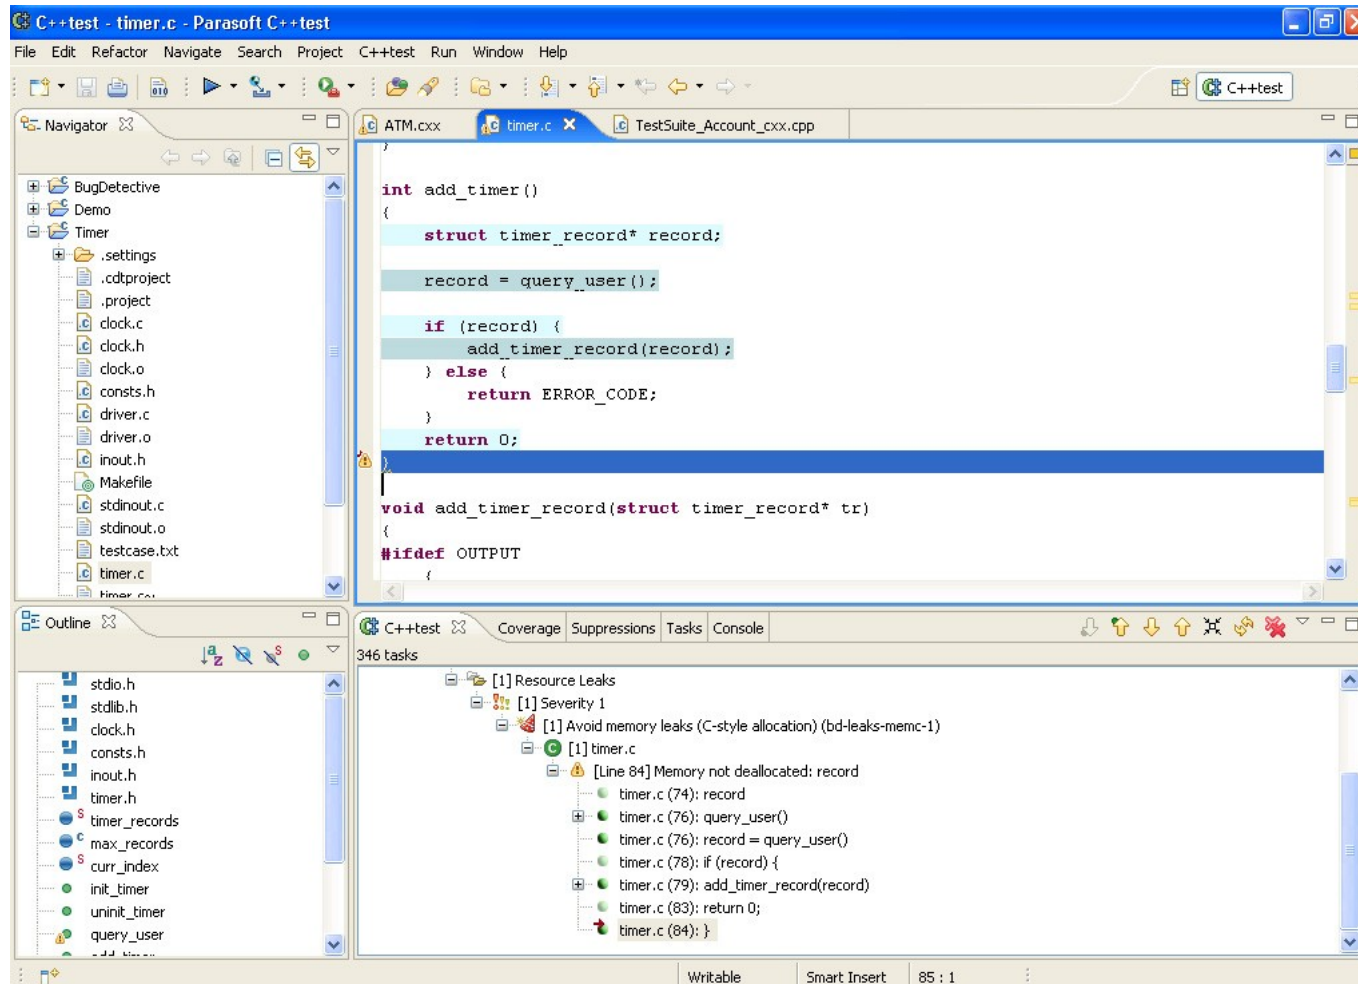 C++test - timer.c - Parasoft C++test
File Edit Refactor Navigate Search Project C++test Run Window Help
C++test
Navigator
BugDetective
Demo
Timer
.settings
.cdtproject
.project
clock.c
clock.h
clock.o
consts.h
driver.c
driver.o
inout.h
Makefile
stdinout.c
stdinout.o
testcase.txt
timer.c
ATM.cxx timer.c TestSuite_Account_cxx.cpp
}
int add_timer()
{
struct timer_record* record;
record = query_user();
if (record) {
add_timer_record(record);
} else {
return ERROR_CODE;
}
return 0;
}
void add_timer_record(struct timer_record* tr)
{
#ifdef OUTPUT
{
Outline
stdio.h
stdlib.h
clock.h
consts.h
inout.h
timer.h
timer_records
max_records
curr_index
init_timer
uninit_timer
query_user
C++test Coverage Suppressions Tasks Console
346 tasks
[1] Resource Leaks
[1] Severity 1
[1] Avoid memory leaks (C-style allocation) (bd-leaks-memc-1)
[1] timer.c
[Line 84] Memory not deallocated: record
timer.c (74): record
timer.c (76): query_user()
timer.c (76): record = query_user()
timer.c (78): if (record) {
timer.c (79): add_timer_record(record)
timer.c (83): return 0;
timer.c (84): }
Writable Smart Insert 85 : 1